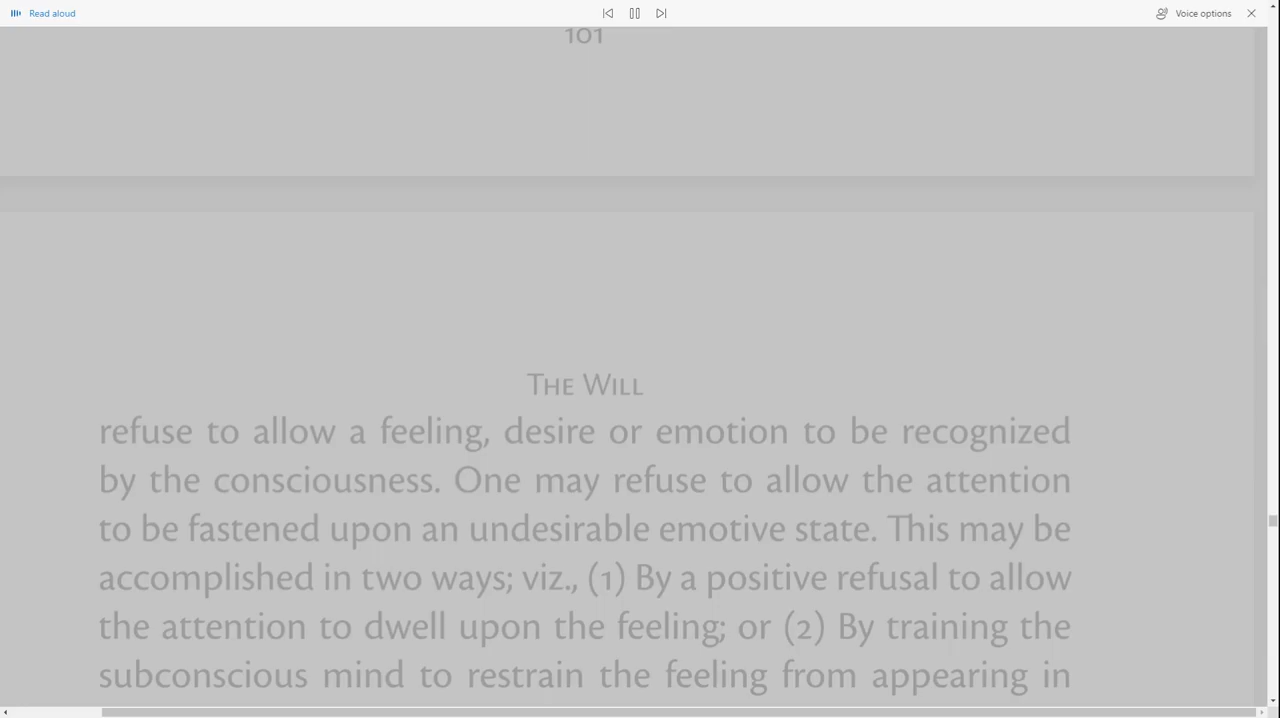 Read aloud
Voice options
101
The Will
refuse to allow a feeling, desire or emotion to be recognized
by the consciousness. One may refuse to allow the attention
to be fastened upon an undesirable emotive state. This may be
accomplished in two ways; viz., (1) By a positive refusal to allow
the attention to dwell upon the feeling; or (2) By training the
subconscious mind to restrain the feeling from appearing in